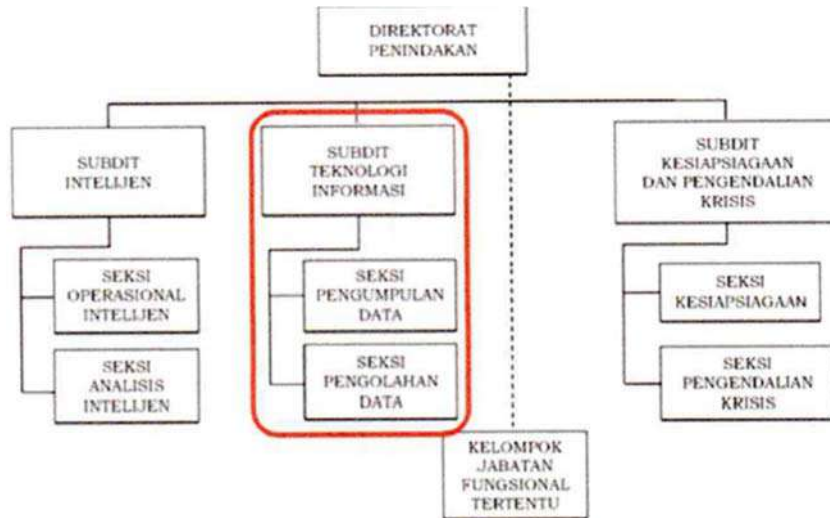 DIREKTORAT
PENINDAKAN
SUBDIT
INTELIJEN
SEKSI
OPERASIONAL
INTELIJEN
SEKSI
ANALISIS
INTELIJEN
SUBDIT
TEKNOLOGI
INFORMASI
SEKSI
PENGUMPULAN
DATA
SEKSI
PENGOLAHAN
DATA
SUBDIT
KESIAPSIAGAAN
DAN PENGENDALIAN
KRISIS
SEKSI
KESIAPSIAGAAN
SEKSI
PENGENDALIAN
KRISIS
KELOMPOK
JABATAN
FUNGSIONAL
TERTENTU